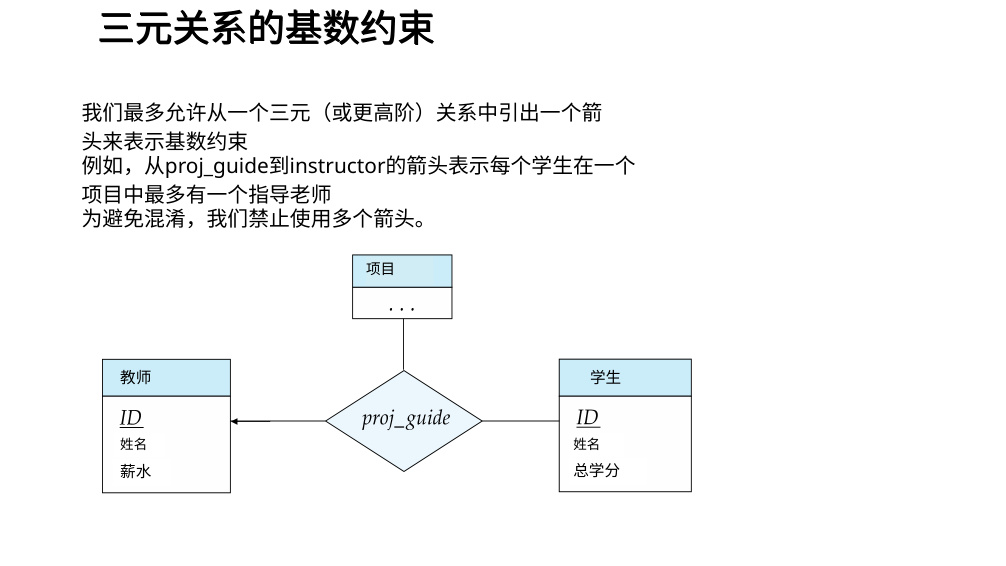 三元关系的基数约束
我们最多允许从一个三元（或更高阶）关系中引出一个箭
头来表示基数约束
例如，从proj_guide到instructor的箭头表示每个学生在一个
项目中最多有一个指导老师
为避免混淆，我们禁止使用多个箭头。
项目
. . .
教师
ID
姓名
薪水
proj_guide
学生
ID
姓名
总学分